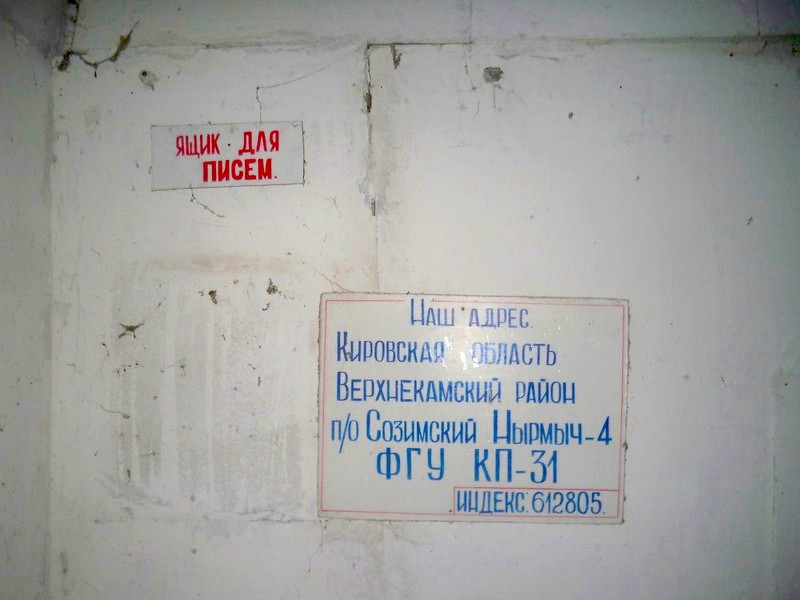 ЯЩИК ДЛЯ
ПИСЕМ.
НАШ АДРЕС.
КИРОВСКАЯ ОБЛАСТЬ
ВЕРХНЕКАМСКИЙ РАЙОН
п/о СОЗИМСКИЙ НЫРМЫЧ-4
ФГУ КП-31
ИНДЕКС: 612805.